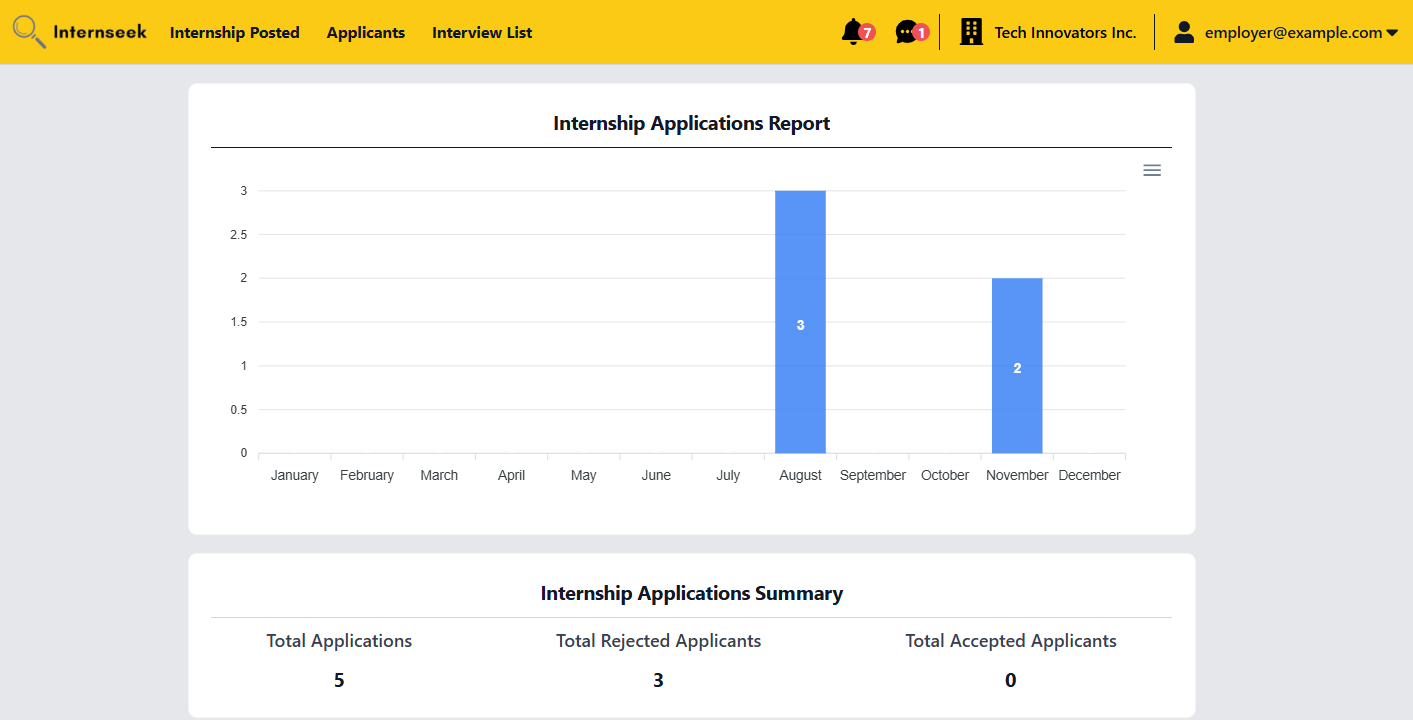 Internseek Internship Posted Applicants Interview List 7 1 Tech Innovators Inc. employer@example.com
Internship Applications Report
3
2.5
2
1.5
1
0.5
0
3
2
January February March April May June July August September October November December
Internship Applications Summary
Total Applications Total Rejected Applicants Total Accepted Applicants
5 3 0